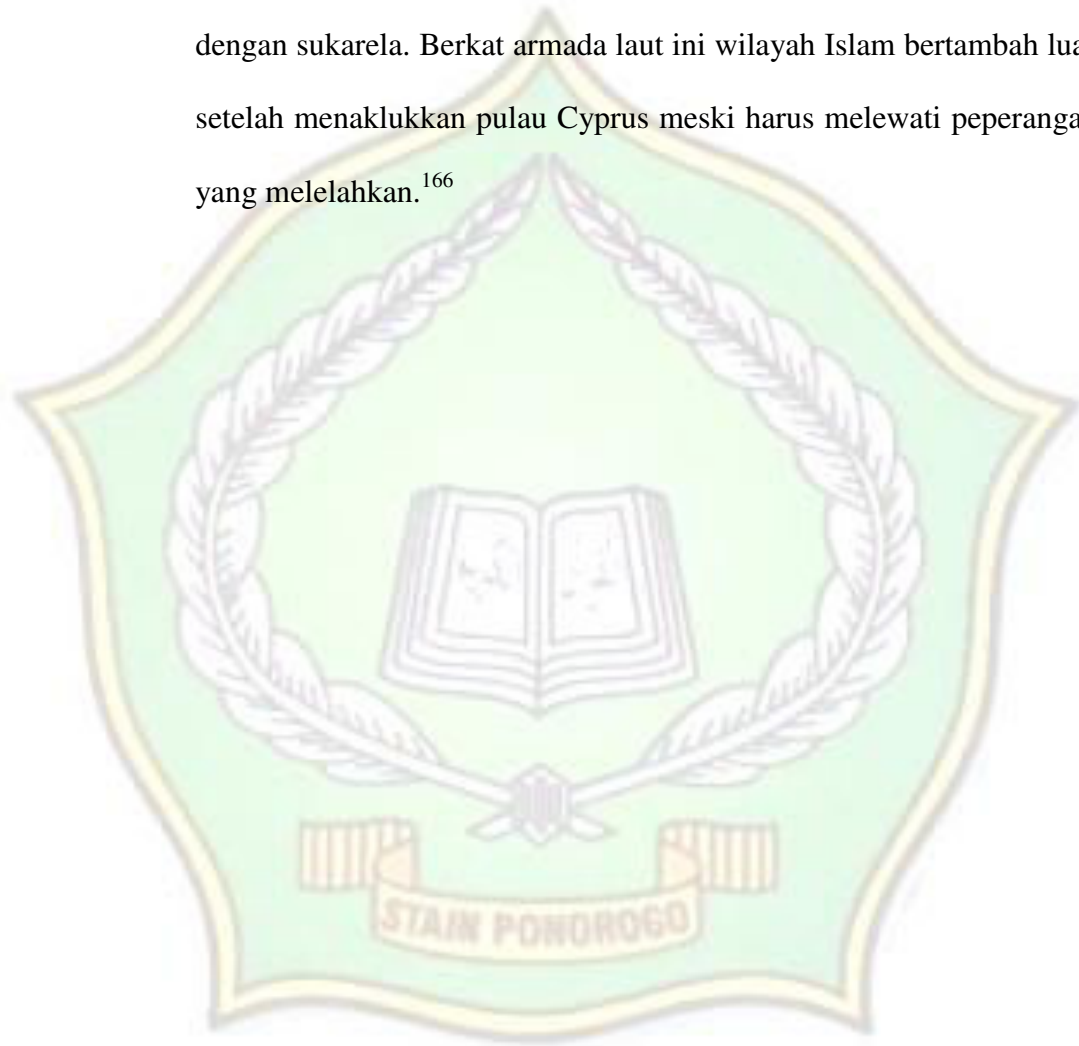 dengan sukarela. Berkat armada laut ini wilayah Islam bertambah lua
setelah menaklukkan pulau Cyprus meski harus melewati peperanga
yang melelahkan.166
STAIN PONOROGO